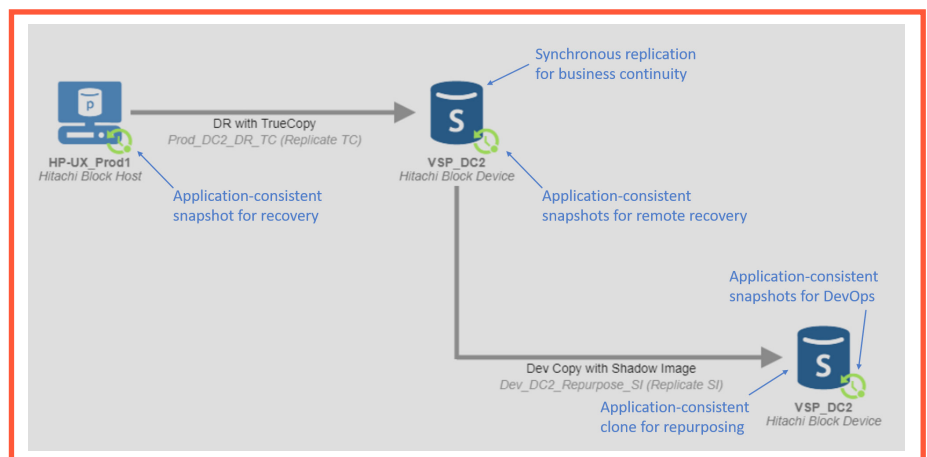 Synchronous replication
for business continuity
p
S
DR with TrueCopy
Prod_DC2_DR_TC (Replicate TC)
HP-UX_Prod1
Hitachi Block Host
VSP_DC2
Hitachi Block Device
Application-consistent
snapshot for recovery
Application-consistent
snapshots for remote recovery
Application-consistent
snapshots for DevOps
S
Dev Copy with Shadow Image
Dev_DC2_Repurpose_SI (Replicate SI)
Application-consistent
clone for repurposing
VSP_DC2
Hitachi Block Device